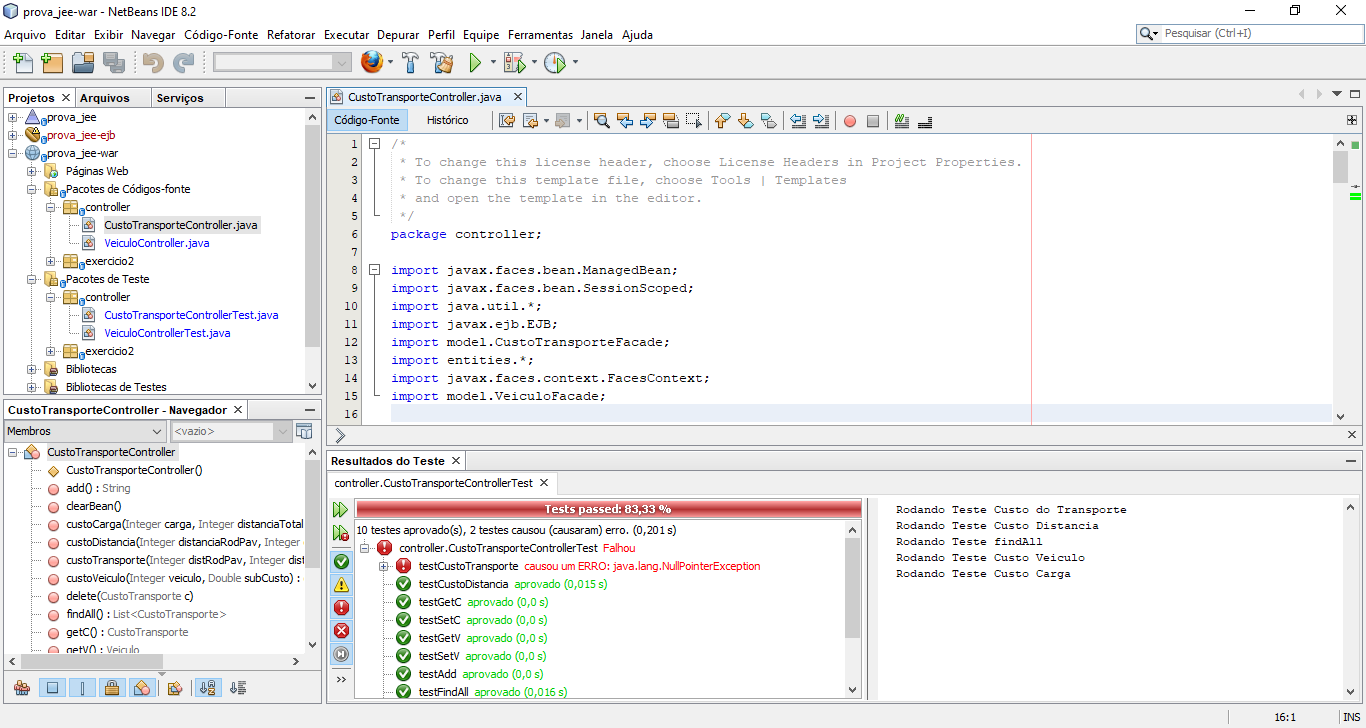 prova_jee-war - NetBeans IDE 8.2
Arquivo Editar Exibir Navegar Código-Fonte Refatorar Executar Depurar Perfil Equipe Ferramentas Janela Ajuda
Pesquisar (Ctrl+I)
Projetos Arquivos Serviços
prova_jee
prova_jee-ejb
prova_jee-war
Páginas Web
Pacotes de Códigos-fonte
controller
CustoTransporteController.java
VeiculoController.java
exercicio2
Pacotes de Teste
controller
CustoTransporteControllerTest.java
VeiculoControllerTest.java
exercicio2
Bibliotecas
Bibliotecas de Testes
CustoTransporteController - Navegador
Membros <vazio>
CustoTransporteController
CustoTransporteController()
add() : String
clearBean()
custoCarga(Integer carga, Integer distanciaTotal
custoDistancia(Integer distanciaRodPav, Integer
custoTransporte(Integer distRodPav, Integer dist
custoVeiculo(Integer veiculo, Double subCusto) :
delete(CustoTransporte c)
findAll() : List<CustoTransporte>
getC() : CustoTransporte
getV() : Veiculo
CustoTransporteController.java
Código-Fonte Histórico
1 /*
2 * To change this license header, choose License Headers in Project Properties.
3 * To change this template file, choose Tools | Templates
4 * and open the template in the editor.
5 */
6 package controller;
7
8 import javax.faces.bean.ManagedBean;
9 import javax.faces.bean.SessionScoped;
10 import java.util.*;
11 import javax.ejb.EJB;
12 import model.CustoTransporteFacade;
13 import entities.*;
14 import javax.faces.context.FacesContext;
15 import model.VeiculoFacade;
16
Resultados do Teste
controller.CustoTransporteControllerTest
Tests passed: 83,33 %
10 testes aprovado(s), 2 testes causou (causaram) erro. (0,201 s)
controller.CustoTransporteControllerTest Falhou
testCustoTransporte causou um ERRO: java.lang.NullPointerException
testCustoDistancia aprovado (0,015 s)
testGetC aprovado (0,0 s)
testSetC aprovado (0,0 s)
testGetV aprovado (0,0 s)
testSetV aprovado (0,0 s)
testAdd aprovado (0,0 s)
testFindAll aprovado (0,016 s)
Rodando Teste Custo do Transporte
Rodando Teste Custo Distancia
Rodando Teste findAll
Rodando Teste Custo Veiculo
Rodando Teste Custo Carga
16:1 INS